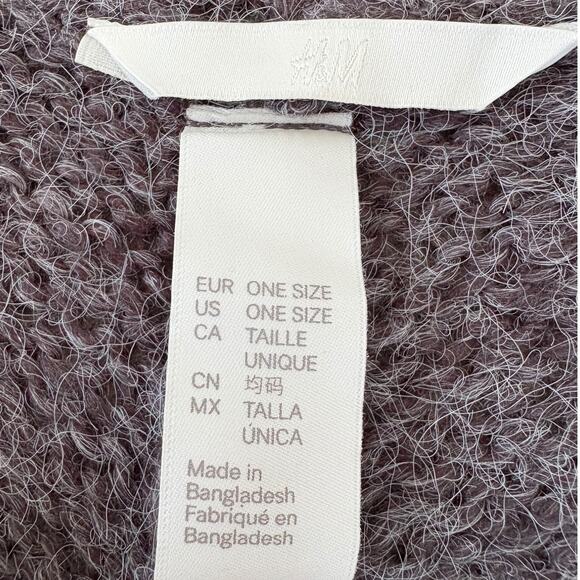 H&M
EUR ONE SIZE
US ONE SIZE
CA TAILLE
UNIQUE
CN 均码
MX TALLA
ÚNICA
Made in
Bangladesh
Fabriqué en
Bangladesh